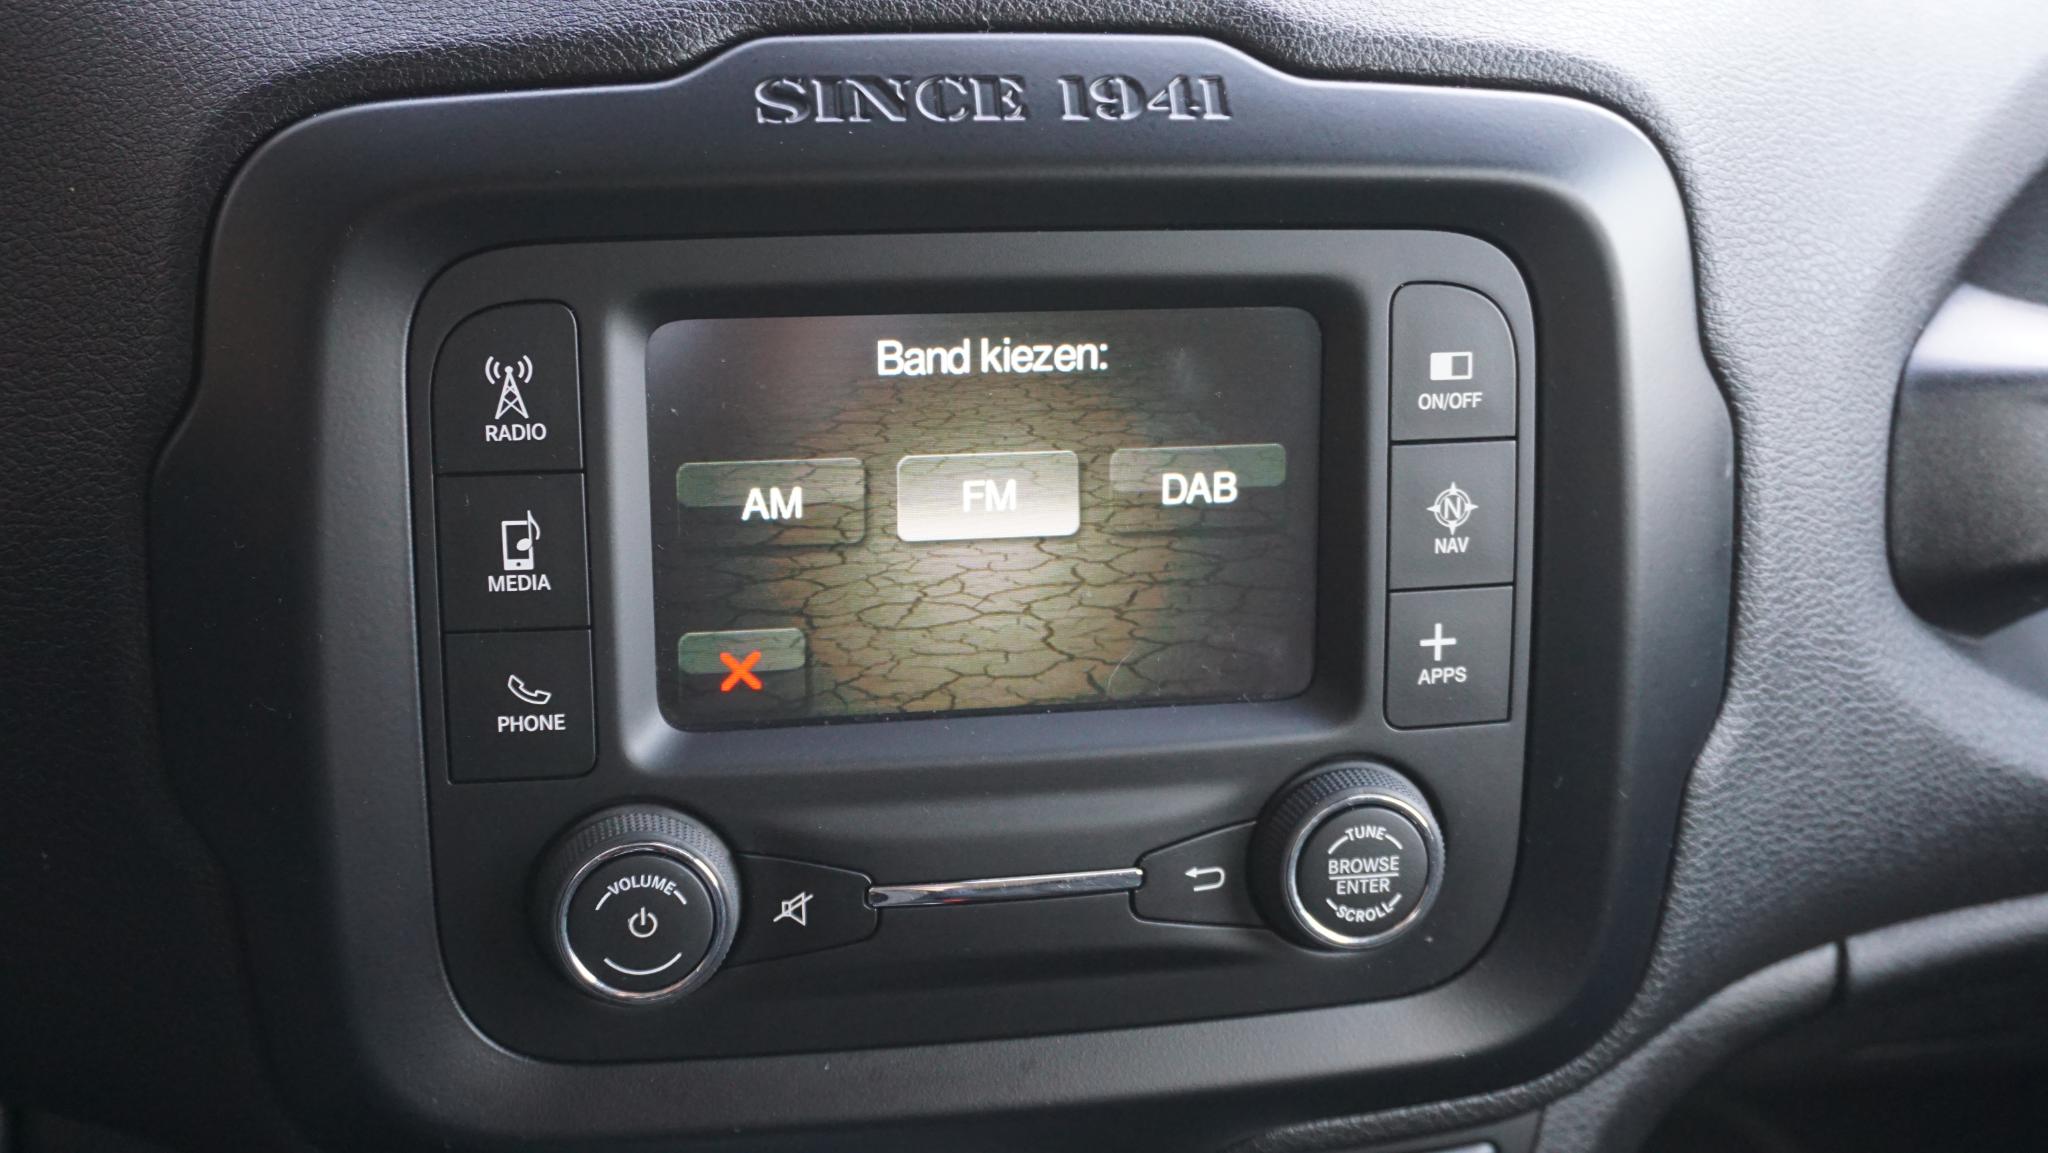 SINCE 1941
RADIO
MEDIA
PHONE
Band kiezen:
AM
FM
DAB
ON/OFF
N
NAV
APPS
VOLUME
TUNE
BROWSE
ENTER
SCROLL